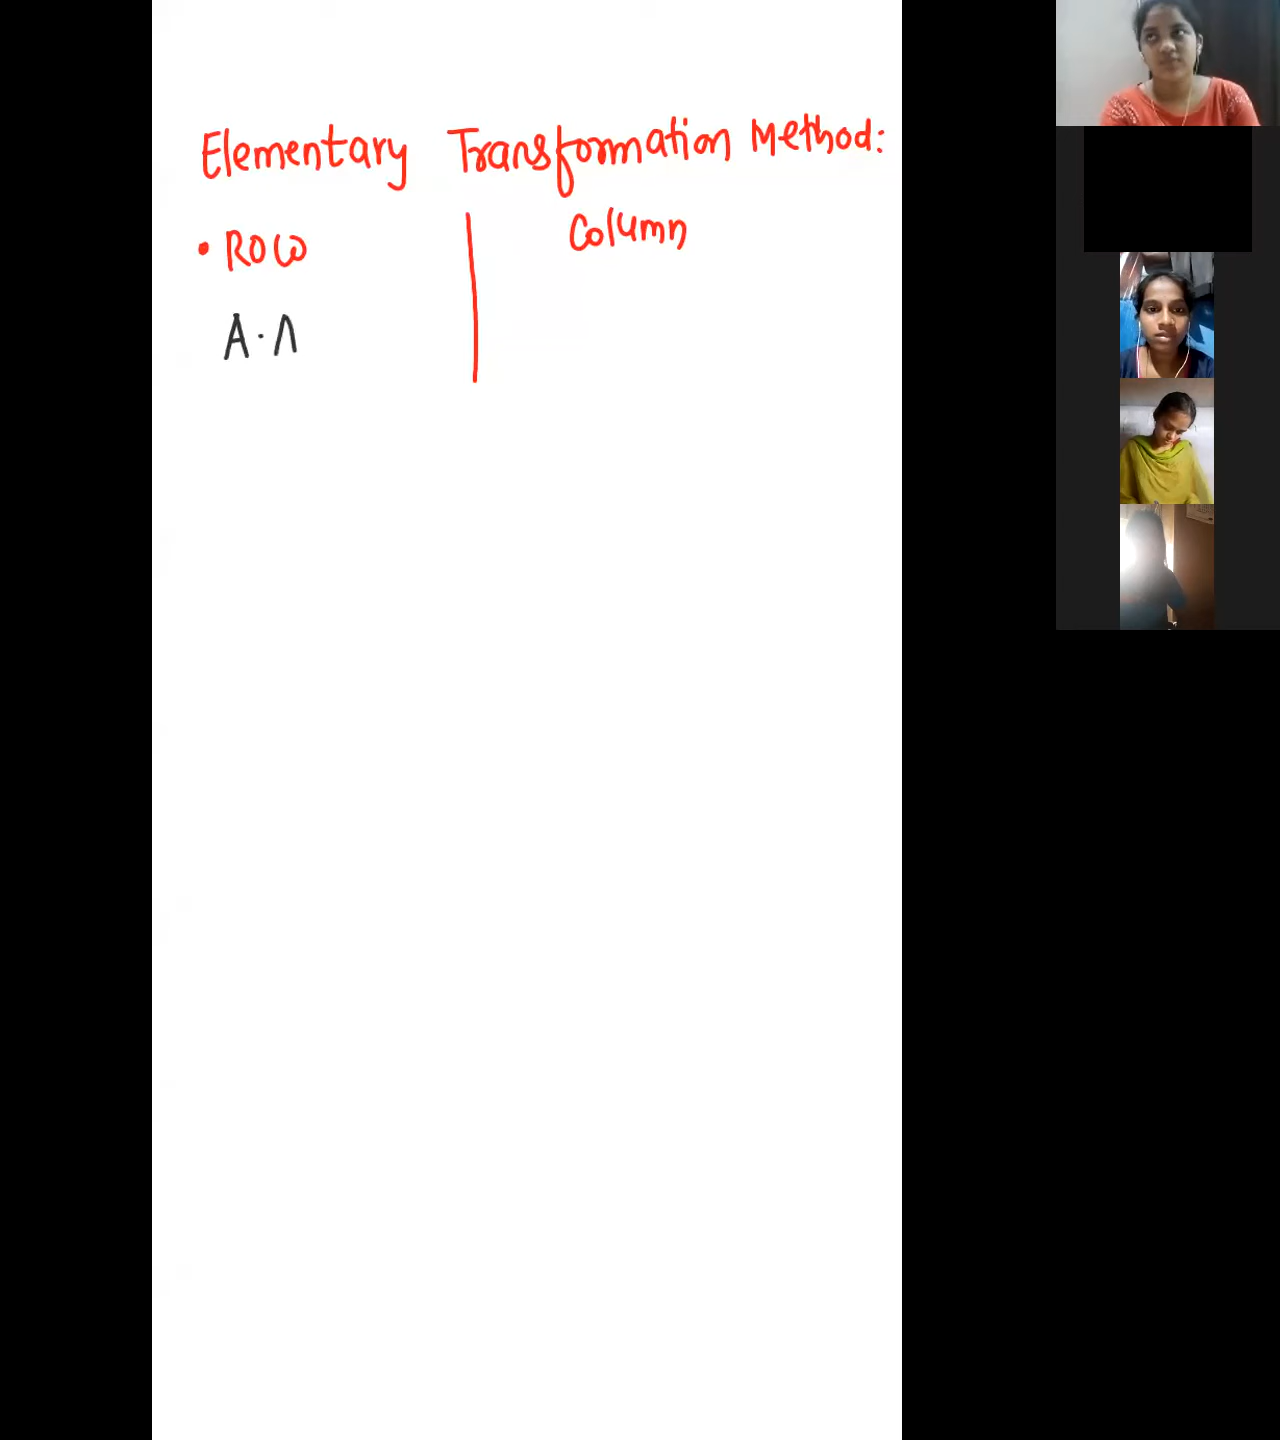 Elementary Transformation Method:
• Row | Column
A · Λ